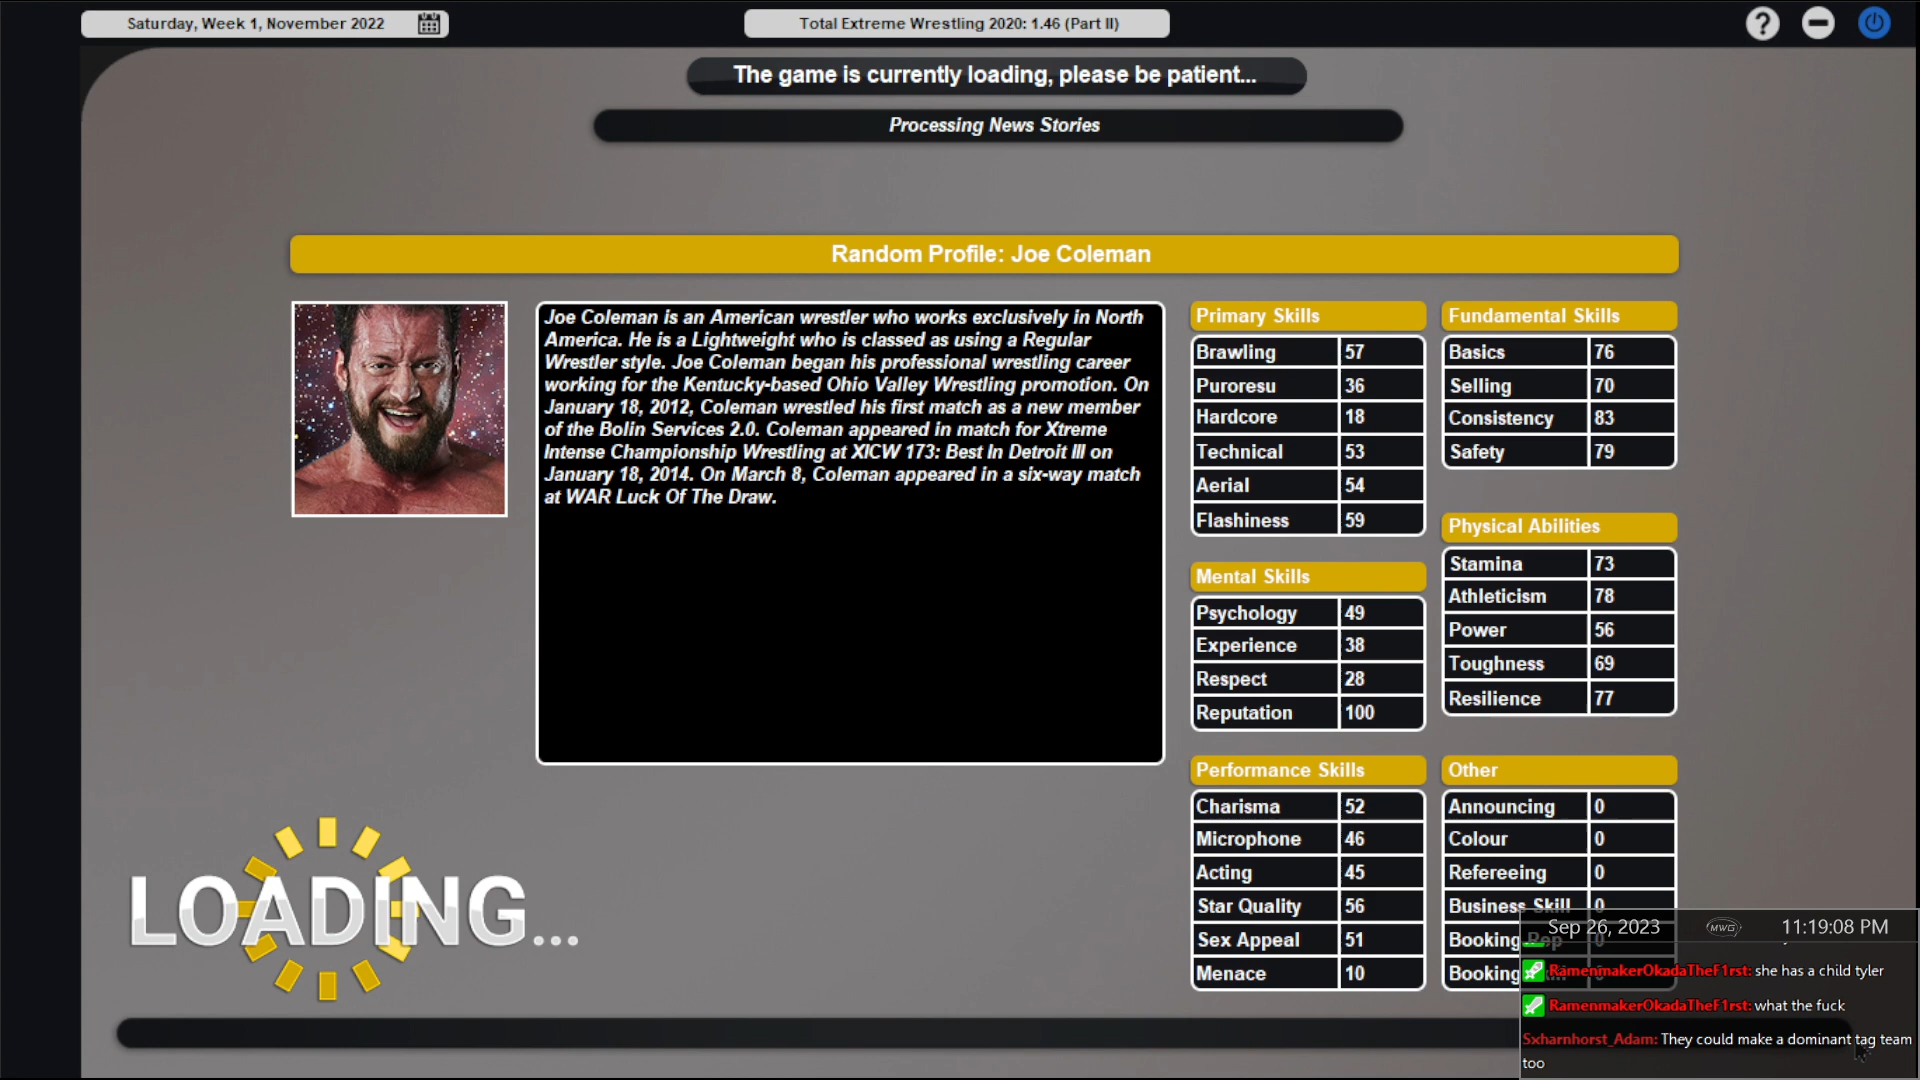 Saturday, Week 1, November 2022
Total Extreme Wrestling 2020: 1.46 (Part II)
?
The game is currently loading, please be patient...
Processing News Stories
Random Profile: Joe Coleman
Joe Coleman is an American wrestler who works exclusively in North
America. He is a Lightweight who is classed as using a Regular
Wrestler style. Joe Coleman began his professional wrestling career
working for the Kentucky-based Ohio Valley Wrestling promotion. On
January 18, 2012, Coleman wrestled his first match as a new member
of the Bolin Services 2.0. Coleman appeared in match for Xtreme
Intense Championship Wrestling at XICW 173: Best In Detroit III on
January 18, 2014. On March 8, Coleman appeared in a six-way match
at WAR Luck Of The Draw.
Primary Skills
Brawling 57
Puroresu 36
Hardcore 18
Technical 53
Aerial 54
Flashiness 59
Mental Skills
Psychology 49
Experience 38
Respect 28
Reputation 100
Performance Skills
Charisma 52
Microphone 46
Acting 45
Star Quality 56
Sex Appeal 51
Menace 10
Fundamental Skills
Basics 76
Selling 70
Consistency 83
Safety 79
Physical Abilities
Stamina 73
Athleticism 78
Power 56
Toughness 69
Resilience 77
Other
Announcing 0
Colour 0
Refereeing 0
Business Skill 0
Booking Rep 0
Booking
LOADING...
Sep 26, 2023 MWG 11:19:08 PM
RamenmakerOkadaTheF1rst: she has a child tyler
RamenmakerOkadaTheF1rst: what the fuck
Sxharnhorst_Adam: They could make a dominant tag team
too